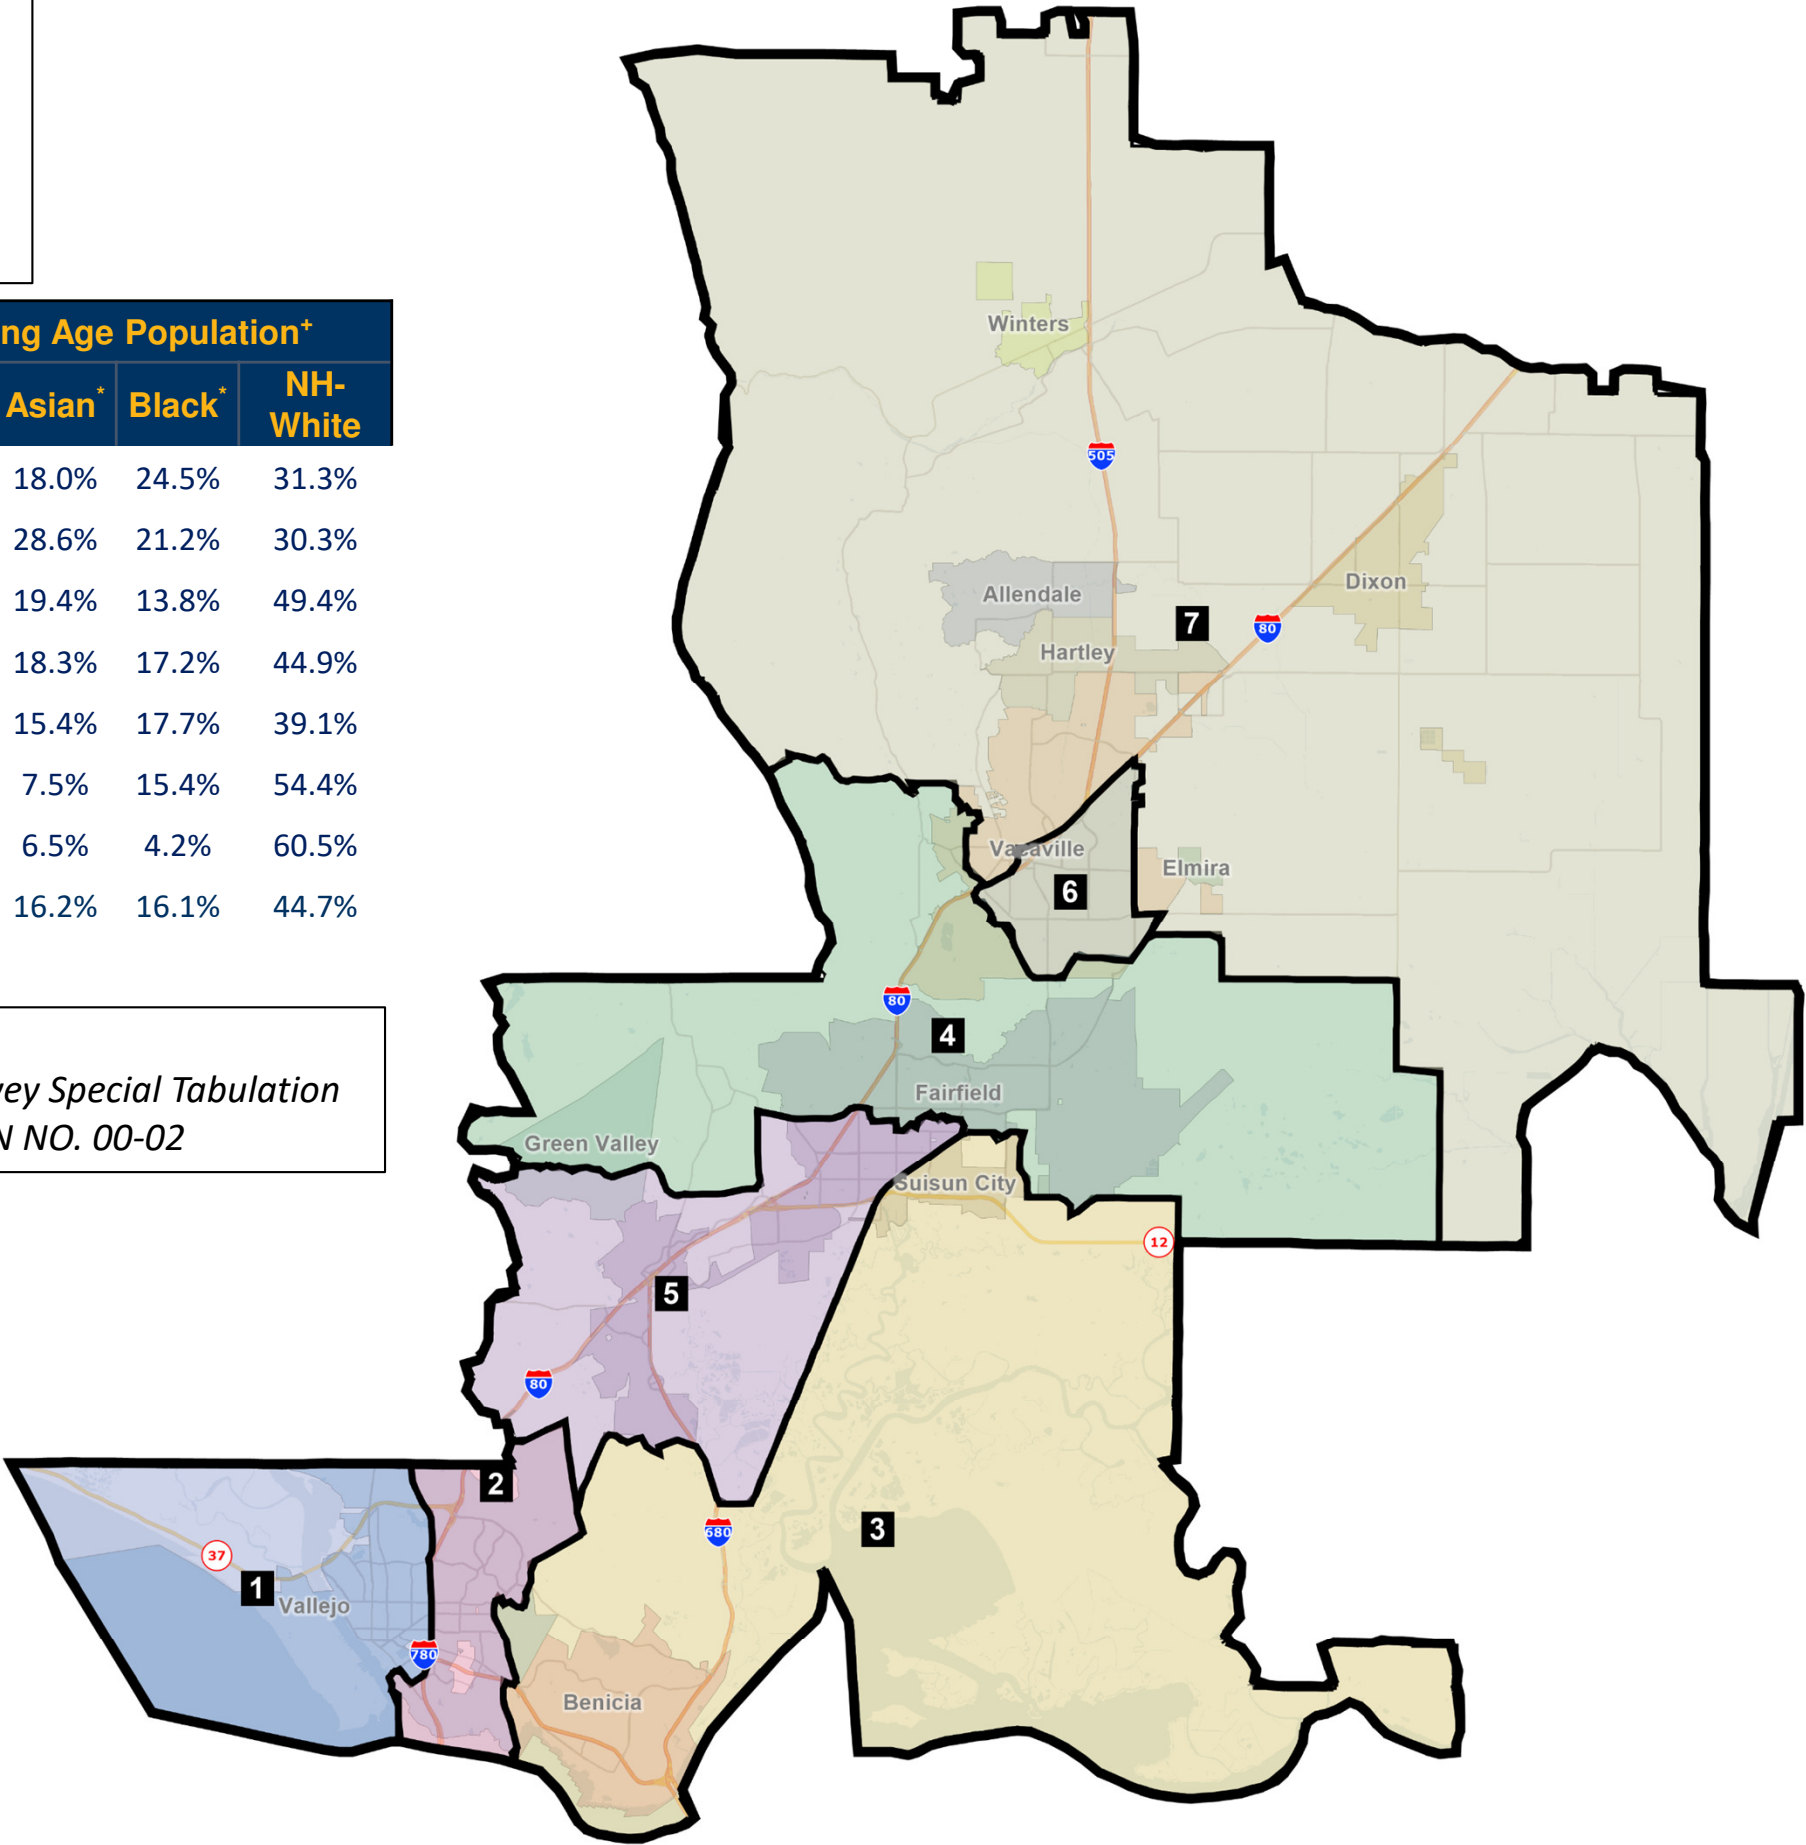 ng Age Population+
Asian* Black* NH-
White
18.0% 24.5% 31.3%
28.6% 21.2% 30.3%
19.4% 13.8% 49.4%
18.3% 17.2% 44.9%
15.4% 17.7% 39.1%
7.5% 15.4% 54.4%
6.5% 4.2% 60.5%
16.2% 16.1% 44.7%
vey Special Tabulation
N NO. 00-02
Winters
505
Allendale
Dixon
7
80
Hartley
Vacaville
Elmira
6
80
4
Fairfield
Green Valley
Suisun City
12
5
80
2
680
3
37
1
Vallejo
780
Benicia